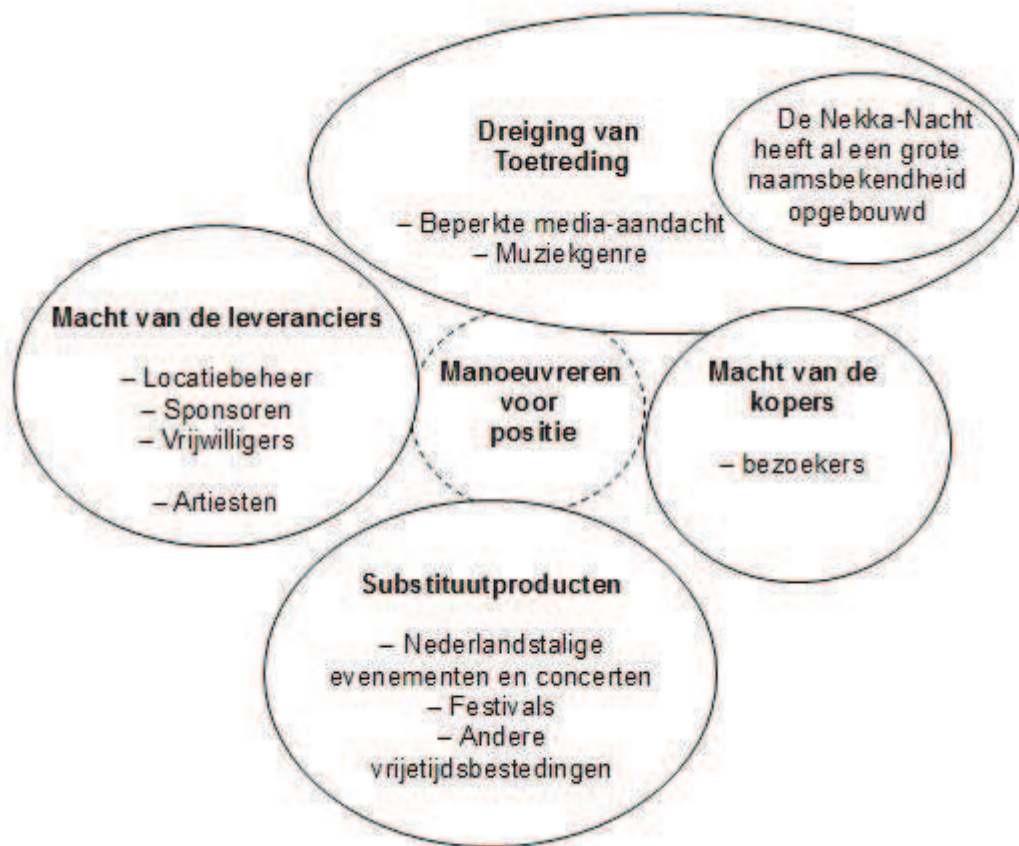 Dreiging van
Toetreding
– Beperkte media-aandacht
– Muziekgenre
De Nekka-Nacht
heeft al een grote
naamsbekendheid
opgebouwd
Macht van de leveranciers
– Locatiebeheer
– Sponsoren
– Vrijwilligers
– Artiesten
Manoeuvreren
voor
positie
Macht van de
kopers
– bezoekers
Substituutproducten
– Nederlandstalige
evenementen en concerten
– Festivals
– Andere
vrijetijdsbestedingen